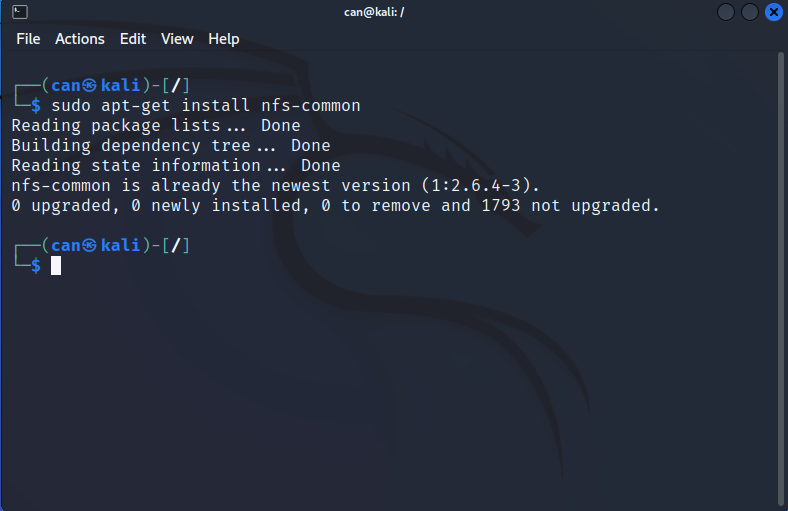 can@kali: /
File Actions Edit View Help
┌──(can㉿kali)-[/]
└─$ sudo apt-get install nfs-common
Reading package lists... Done
Building dependency tree... Done
Reading state information... Done
nfs-common is already the newest version (1:2.6.4-3).
0 upgraded, 0 newly installed, 0 to remove and 1793 not upgraded.
┌──(can㉿kali)-[/]
└─$